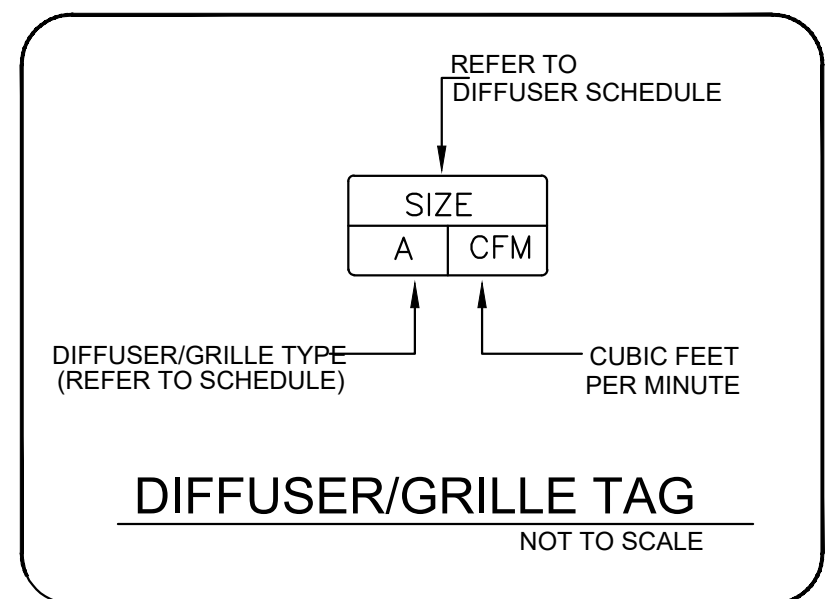 REFER TO
DIFFUSER SCHEDULE
SIZE
A CFM
DIFFUSER/GRILLE TYPE
(REFER TO SCHEDULE)
CUBIC FEET
PER MINUTE
DIFFUSER/GRILLE TAG
NOT TO SCALE